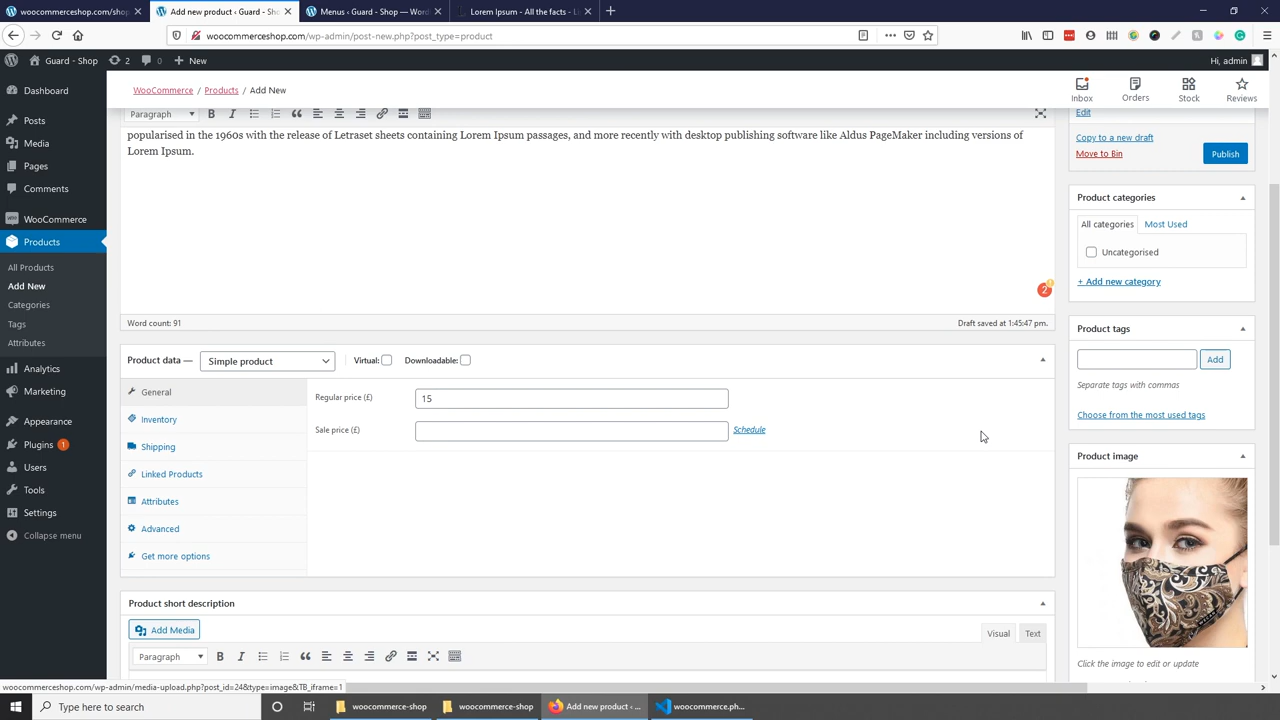 woocommerceshop.com/shop
Add new product ‹ Guard - Sho
Menus ‹ Guard - Shop — Word
Lorem Ipsum - All the facts - Li
woocommerceshop.com/wp-admin/post-new.php?post_type=product
Guard - Shop
2
0
New
Hi, admin
WooCommerce / Products / Add New
Inbox
Orders
Stock
Reviews
Dashboard
Posts
Media
Pages
Comments
WooCommerce
Products
All Products
Add New
Categories
Tags
Attributes
Analytics
Marketing
Appearance
Plugins 1
Users
Tools
Settings
Collapse menu
Paragraph
popularised in the 1960s with the release of Letraset sheets containing Lorem Ipsum passages, and more recently with desktop publishing software like Aldus PageMaker including versions of
Lorem Ipsum.
2
Word count: 91
Draft saved at 1:45:47 pm.
Product data —
Simple product
Virtual:
Downloadable:
General
Inventory
Shipping
Linked Products
Attributes
Advanced
Get more options
Regular price (£)
15
Sale price (£)
Schedule
Product short description
Add Media
Visual
Text
Paragraph
Edit
Copy to a new draft
Move to Bin
Publish
Product categories
All categories
Most Used
Uncategorised
+ Add new category
Product tags
Add
Separate tags with commas
Choose from the most used tags
Product image
Click the image to edit or update
woocommerceshop.com/wp-admin/media-upload.php?post_id=24&type=image&TB_iframe=1
Type here to search
woocommerce-shop
woocommerce-shop
Add new product ‹ ...
woocommerce.ph...